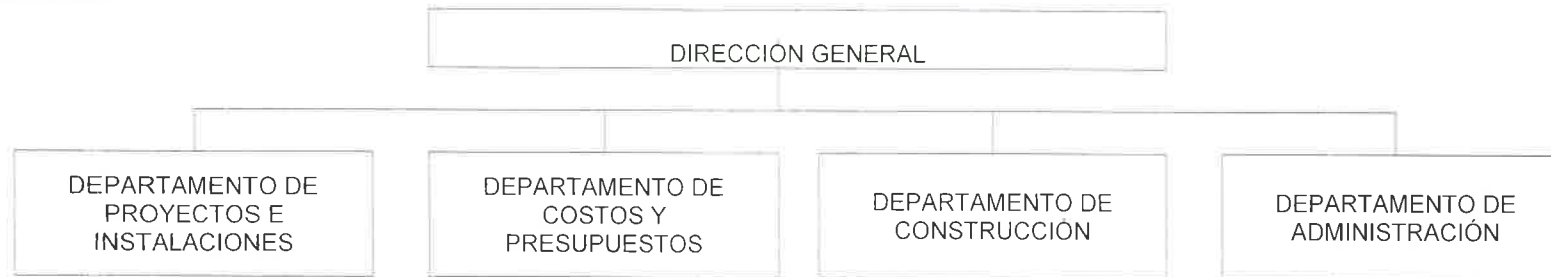 DIRECCION GENERAL
DEPARTAMENTO DE
PROYECTOS E
INSTALACIONES
DEPARTAMENTO DE
COSTOS Y
PRESUPUESTOS
DEPARTAMENTO DE
CONSTRUCCIÓN
DEPARTAMENTO DE
ADMINISTRACIÓN